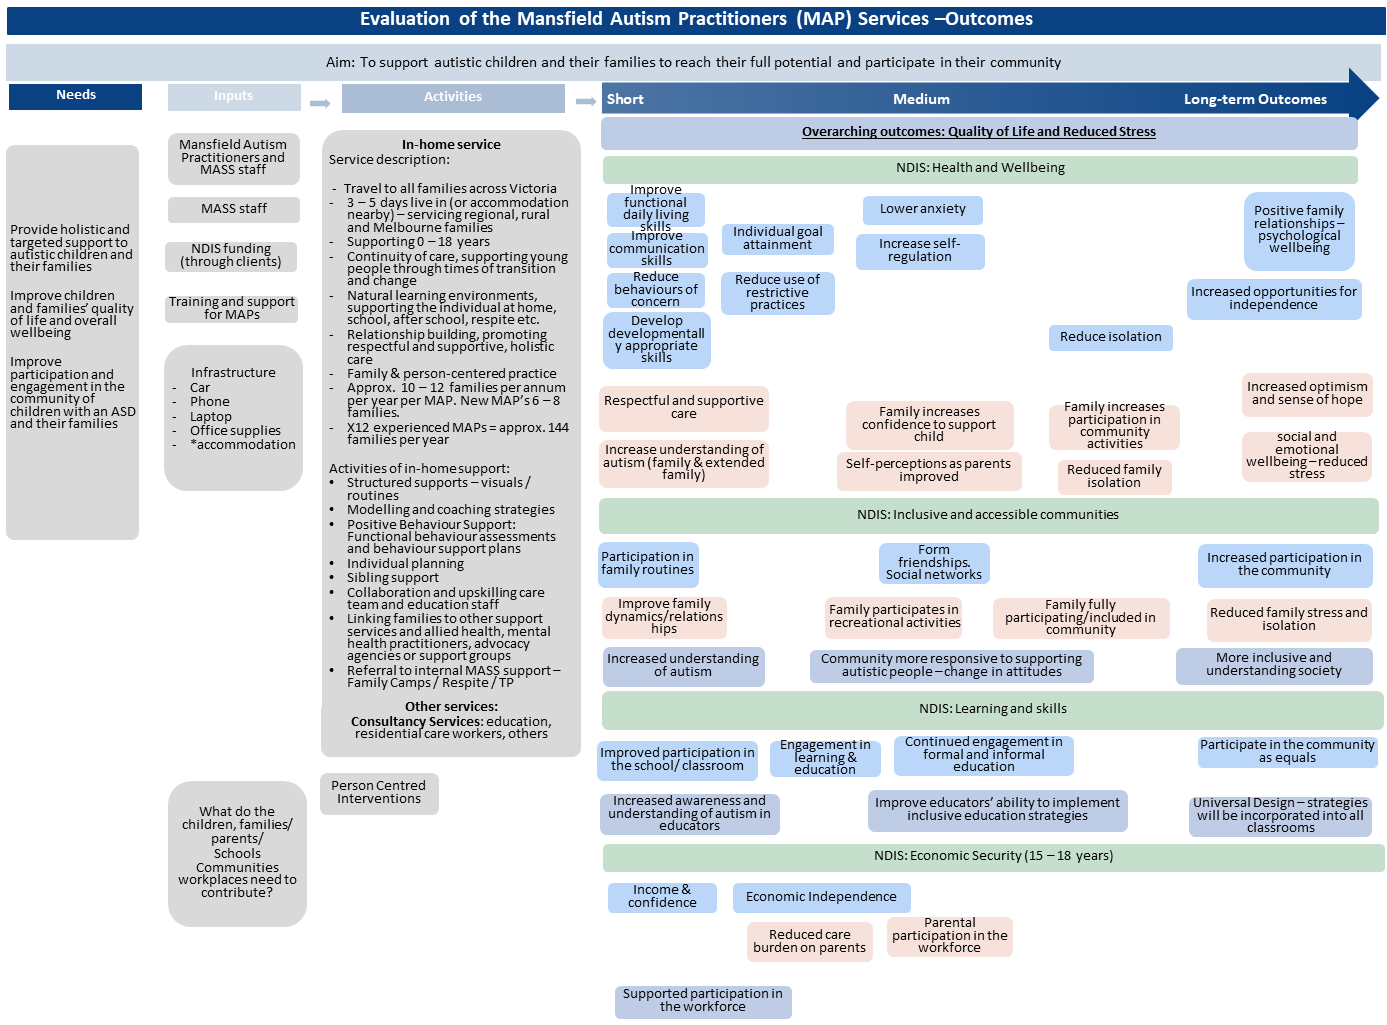 Evaluation of the Mansfield Autism Practitioners (MAP) Services –Outcomes
Aim: To support autistic children and their families to reach their full potential and participate in their community
Needs
Inputs
Activities
Short
Medium
Long-term Outcomes
Provide holistic and
targeted support to
autistic children and
their families
Improve children
and families' quality
of life and overall
wellbeing
Improve
participation and
engagement in the
community of
children with an ASD
and their families
Mansfield Autism
Practitioners and
MASS staff
MASS staff
NDIS funding
(through clients)
Training and support
for MAPs
Infrastructure
- Car
- Phone
- Laptop
- Office supplies
- *accommodation
What do the
children, families/
parents/
Schools
Communities
workplaces need to
contribute?
In-home service
Service description:
- Travel to all families across Victoria
- 3 – 5 days live in (or accommodation
nearby) – servicing regional, rural
and Melbourne families
- Supporting 0 – 18 years
- Continuity of care, supporting young
people through times of transition
and change
- Natural learning environments,
supporting the individual at home,
school, after school, respite etc.
- Relationship building, promoting
respectful and supportive, holistic
care
- Family & person-centered practice
- Approx. 10 – 12 families per annum
per year per MAP. New MAP's 6 – 8
families.
- X12 experienced MAPs = approx. 144
families per year
Activities of in-home support:
• Structured supports – visuals /
routines
• Modelling and coaching strategies
• Positive Behaviour Support:
Functional behaviour assessments
and behaviour support plans
• Individual planning
• Sibling support
• Collaboration and upskilling care
team and education staff
• Linking families to other support
services and allied health, mental
health practitioners, advocacy
agencies or support groups
• Referral to internal MASS support –
Family Camps / Respite / TP
Other services:
Consultancy Services: education,
residential care workers, others
Person Centred
Interventions
Overarching outcomes: Quality of Life and Reduced Stress
NDIS: Health and Wellbeing
Improve
functional
daily living
skills
Improve
communication
skills
Reduce
behaviours of
concern
Develop
developmentall
y appropriate
skills
Individual goal
attainment
Reduce use of
restrictive
practices
Lower anxiety
Increase self-
regulation
Reduce isolation
Positive family
relationships –
psychological
wellbeing
Increased opportunities for
independence
Respectful and supportive
care
Increase understanding of
autism (family & extended
family)
Family increases
confidence to support
child
Self-perceptions as parents
improved
Family increases
participation in
community
activities
Reduced family
isolation
Increased optimism
and sense of hope
social and
emotional
wellbeing –reduced
stress
NDIS: Inclusive and accessible communities
Participation in
family routines
Form
friendships.
Social networks
Increased participation in
the community
Improve family
dynamics/relations
hips
Family participates in
recreational activities
Family fully
participating/included in
community
Reduced family stress and
isolation
Increased understanding
of autism
Community more responsive to supporting
autistic people – change in attitudes
More inclusive and
understanding society
NDIS: Learning and skills
Improved participation in
the school/ classroom
Engagement in
learning &
education
Continued engagement in
formal and informal
education
Participate in the community
as equals
Increased awareness and
understanding of autism in
educators
Improve educators' ability to implement
inclusive education strategies
Universal Design – strategies
will be incorporated into all
classrooms
NDIS: Economic Security (15 – 18 years)
Income &
confidence
Economic Independence
Reduced care
burden on parents
Parental
participation in the
workforce
Supported participation in
the workforce